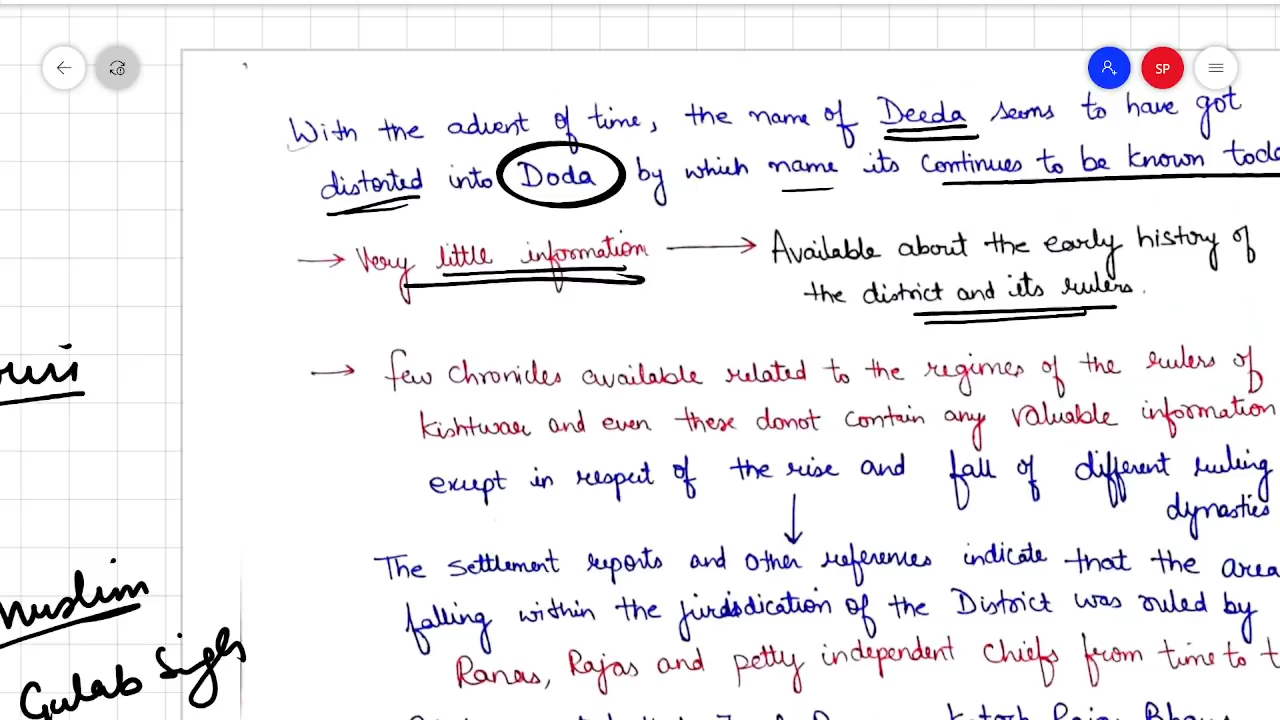 SP
With the advent of time, the name of Deeda seems to have got
distorted into Doda by which name its continues to be known
→ Very little information → Available about the early history of
the district and its rulers.
→ few chronicles available related to the regimes of the rulers of
kishtwar and even these donot contain any valuable information
except in respect of the rise and fall of different ruling
dynasties
The settlement reports and other references indicate that the area
falling within the jurisdication of the District was ruled by
Ranas, Rajas and petty independent chiefs from time to
Muslim
Gulab Singh
Raja